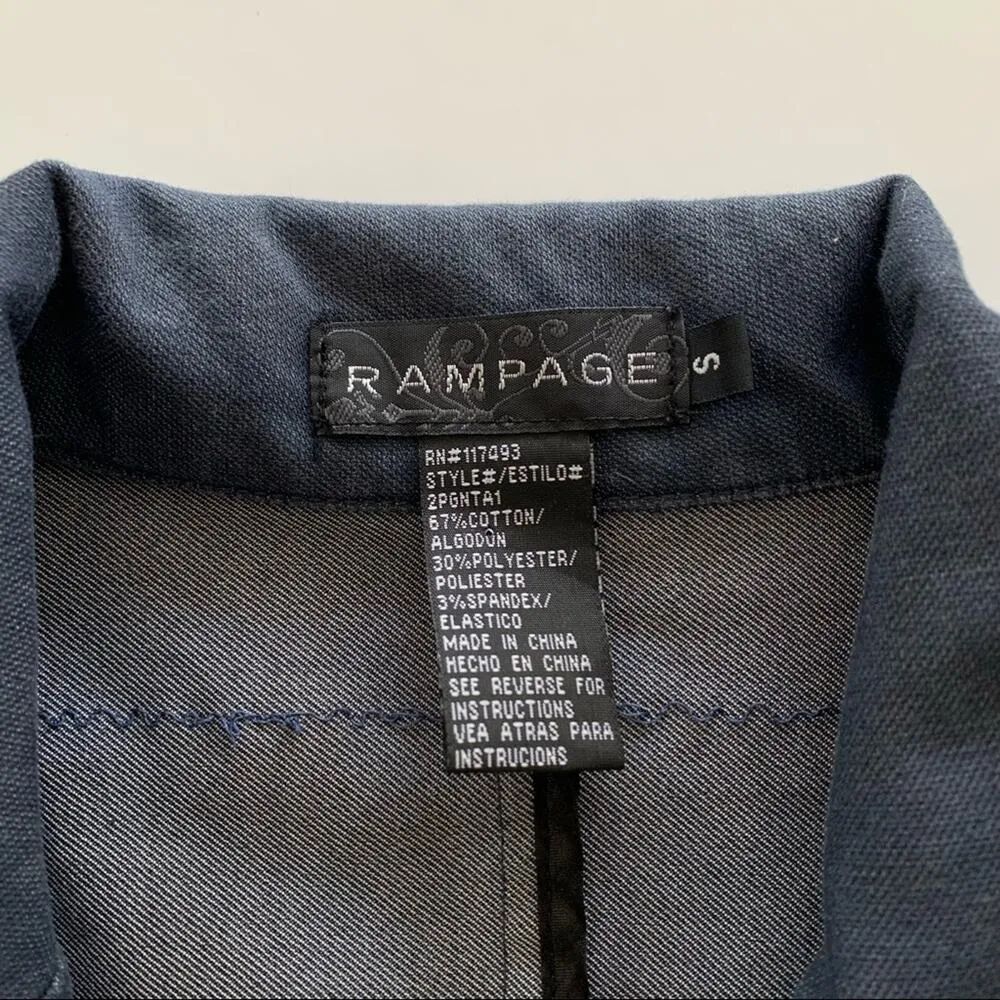 RAMPAGE
S
RN#117493
STYLE#/ESTILO#
2PGNTA1
67%COTTON/
ALGODÓN
30%POLYESTER/
POLIESTER
3%SPANDEX/
ELASTICO
MADE IN CHINA
HECHO EN CHINA
SEE REVERSE FOR
INSTRUCTIONS
VEA ATRAS PARA
INSTRUCIONS